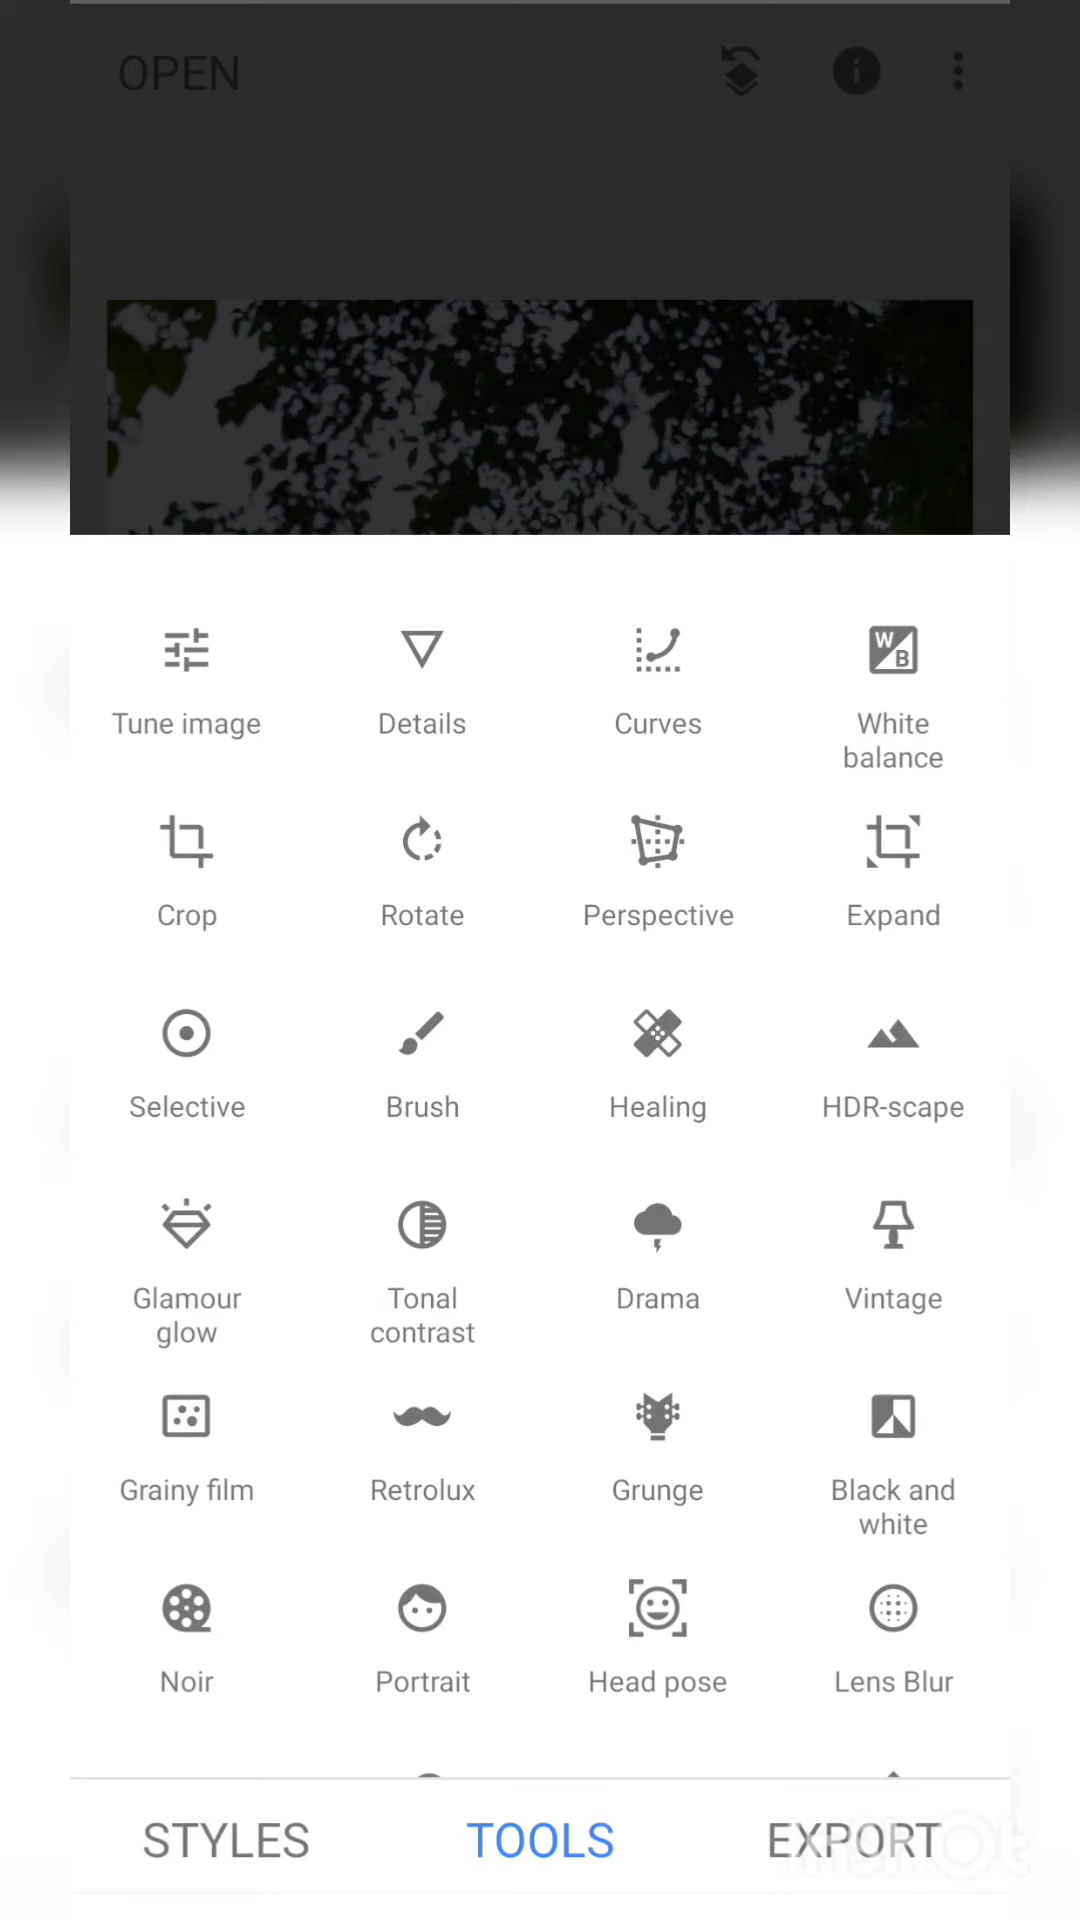 OPEN
Tune image
Details
Curves
W
B
White
balance
Crop
Rotate
Perspective
Expand
Selective
Brush
Healing
HDR-scape
Glamour
glow
Tonal
contrast
Drama
Vintage
Grainy film
Retrolux
Grunge
Black and
white
Noir
Portrait
Head pose
Lens Blur
STYLES
TOOLS
EXPORT
InShOt